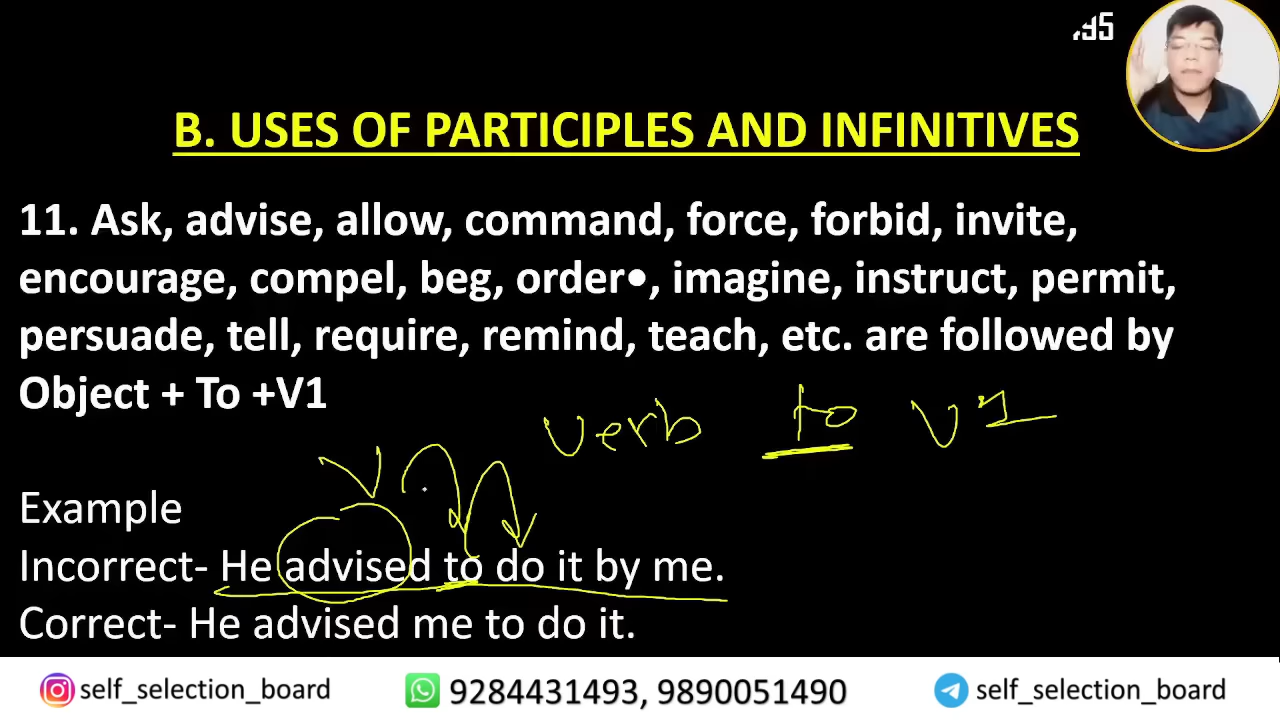 95
B. USES OF PARTICIPLES AND INFINITIVES
11. Ask, advise, allow, command, force, forbid, invite,
encourage, compel, beg, order•, imagine, instruct, permit,
persuade, tell, require, remind, teach, etc. are followed by
Object + To +V1
verb to V1
V
Example
Incorrect- He advised to do it by me.
Correct- He advised me to do it.
self_selection_board
9284431493, 9890051490
self_selection_board